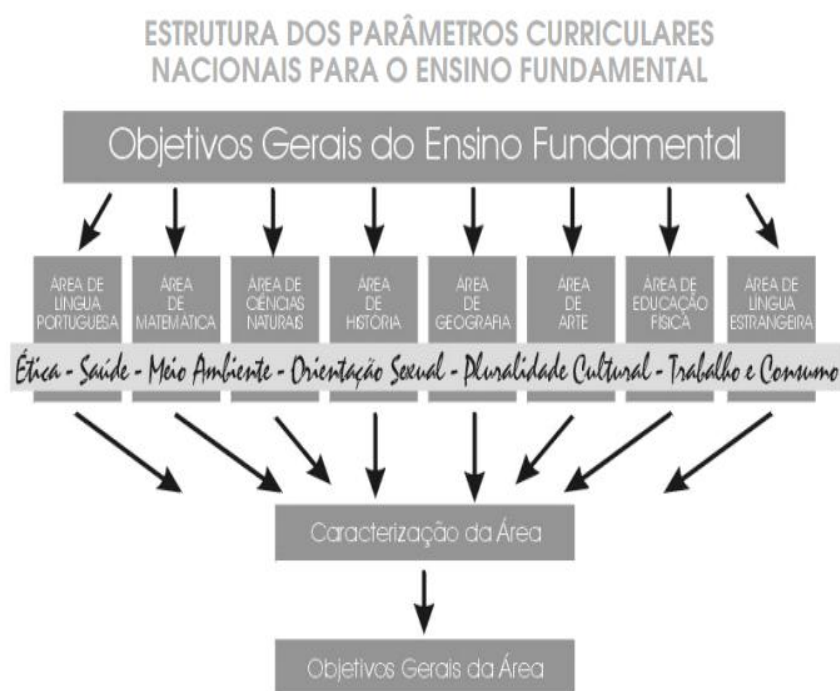 ESTRUTURA DOS PARÂMETROS CURRICULARES
NACIONAIS PARA O ENSINO FUNDAMENTAL
Objetivos Gerais do Ensino Fundamental
ÁREA DE
LÍNGUA
PORTUGUESA
ÁREA
DE
MATEMÁTICA
ÁREA DE
CIÊNCIAS
NATURAIS
ÁREA
DE
HISTÓRIA
ÁREA
DE
GEOGRAFIA
ÁREA
DE
ARTE
ÁREA DE
EDUCAÇÃO
FÍSICA
ÁREA DE
LÍNGUA
ESTRANGEIRA
Ética - Saúde - Meio Ambiente - Orientação Sexual - Pluralidade Cultural - Trabalho e Consumo
Caracterização da Área
Objetivos Gerais da Área